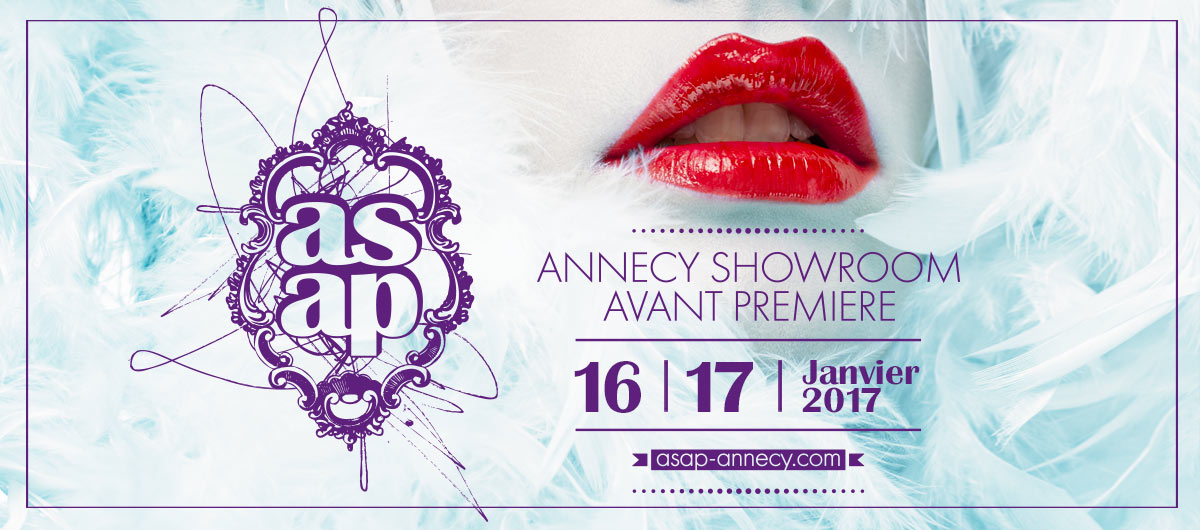 as
ap
ANNECY SHOWROOM
AVANT PREMIERE
16 | 17 | Janvier
2017
asap-annecy.com